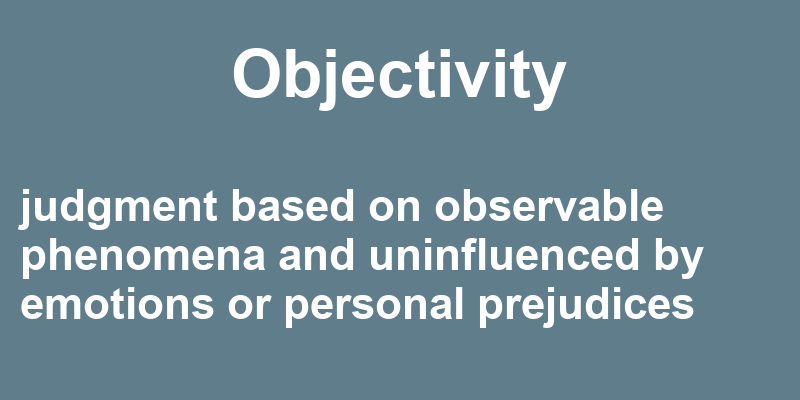 Objectivity
judgment based on observable
phenomena and uninfluenced by
emotions or personal prejudices